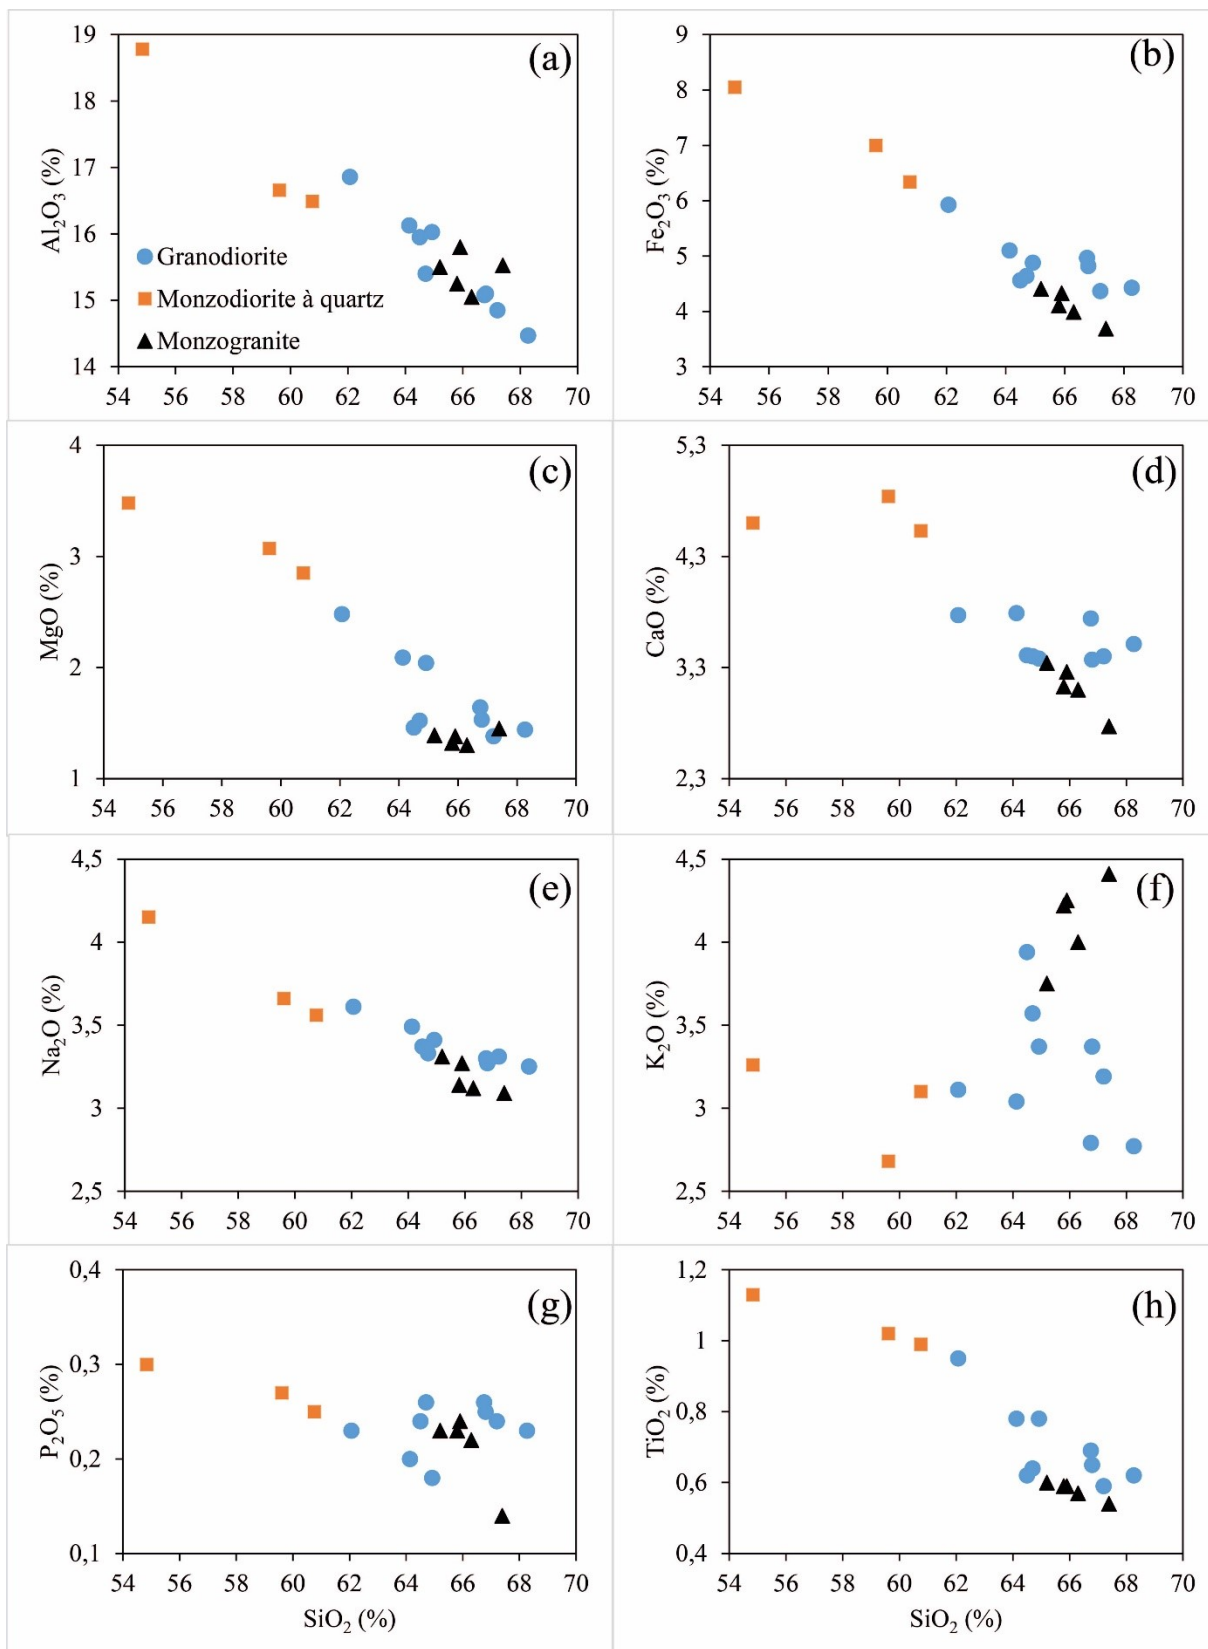 (a)
Al₂O₃ (%)
19
18
17
16
15
14
Granodiorite
Monzodiorite à quartz
Monzogranite
54 56 58 60 62 64 66 68 70
(b)
Fe₂O₃ (%)
9
8
7
6
5
4
3
54 56 58 60 62 64 66 68 70
(c)
MgO (%)
4
3
2
1
54 56 58 60 62 64 66 68 70
(d)
CaO (%)
5,3
4,3
3,3
2,3
54 56 58 60 62 64 66 68 70
(e)
Na₂O (%)
4,5
4
3,5
3
2,5
54 56 58 60 62 64 66 68 70
(f)
K₂O (%)
4,5
4
3,5
3
2,5
54 56 58 60 62 64 66 68 70
(g)
P₂O₅ (%)
0,4
0,3
0,2
0,1
54 56 58 60 62 64 66 68 70
SiO₂ (%)
(h)
TiO₂ (%)
1,2
1
0,8
0,6
0,4
54 56 58 60 62 64 66 68 70
SiO₂ (%)